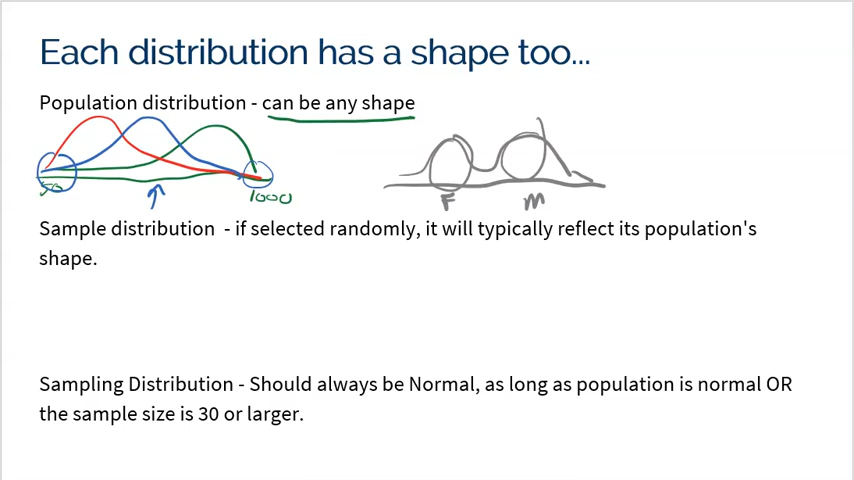 Each distribution has a shape too...
Population distribution - can be any shape
50
1000
F M
Sample distribution - if selected randomly, it will typically reflect its population's
shape.
Sampling Distribution - Should always be Normal, as long as population is normal OR
the sample size is 30 or larger.